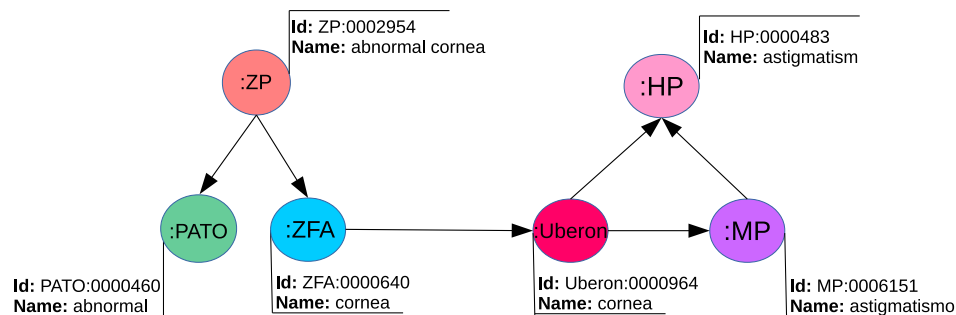 Id: ZP:0002954
Name: abnormal cornea
:ZP
Id: HP:0000483
Name: astigmatism
:HP
:PATO
:ZFA
:Uberon
:MP
Id: PATO:0000460
Name: abnormal
Id: ZFA:0000640
Name: cornea
Id: Uberon:0000964
Name: cornea
Id: MP:0006151
Name: astigmatismo